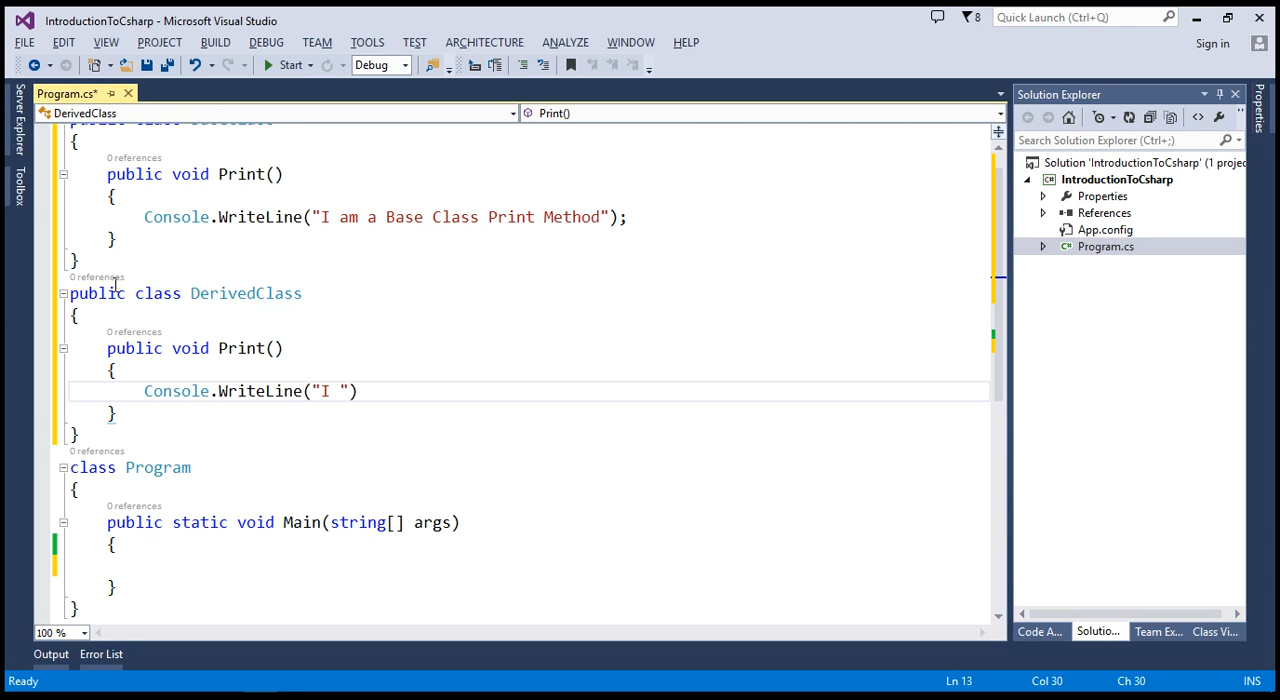 IntroductionToCsharp - Microsoft Visual Studio
8
Quick Launch (Ctrl+Q)
FILE EDIT VIEW PROJECT BUILD DEBUG TEAM TOOLS TEST ARCHITECTURE ANALYZE WINDOW HELP
Sign in
Start
Debug
Server Explorer
Toolbox
Program.cs*
DerivedClass
Print()
{
0 references
public void Print()
{
Console.WriteLine("I am a Base Class Print Method");
}
}
0 references
public class DerivedClass
{
0 references
public void Print()
{
Console.WriteLine("I ")
}
}
0 references
class Program
{
0 references
public static void Main(string[] args)
{
}
}
100 %
Output Error List
Solution Explorer
Search Solution Explorer (Ctrl+;)
Solution 'IntroductionToCsharp' (1 projec
C# IntroductionToCsharp
Properties
References
App.config
C# Program.cs
Code A... Solutio... Team Ex... Class Vi...
Properties
Ready
Ln 13
Col 30
Ch 30
INS